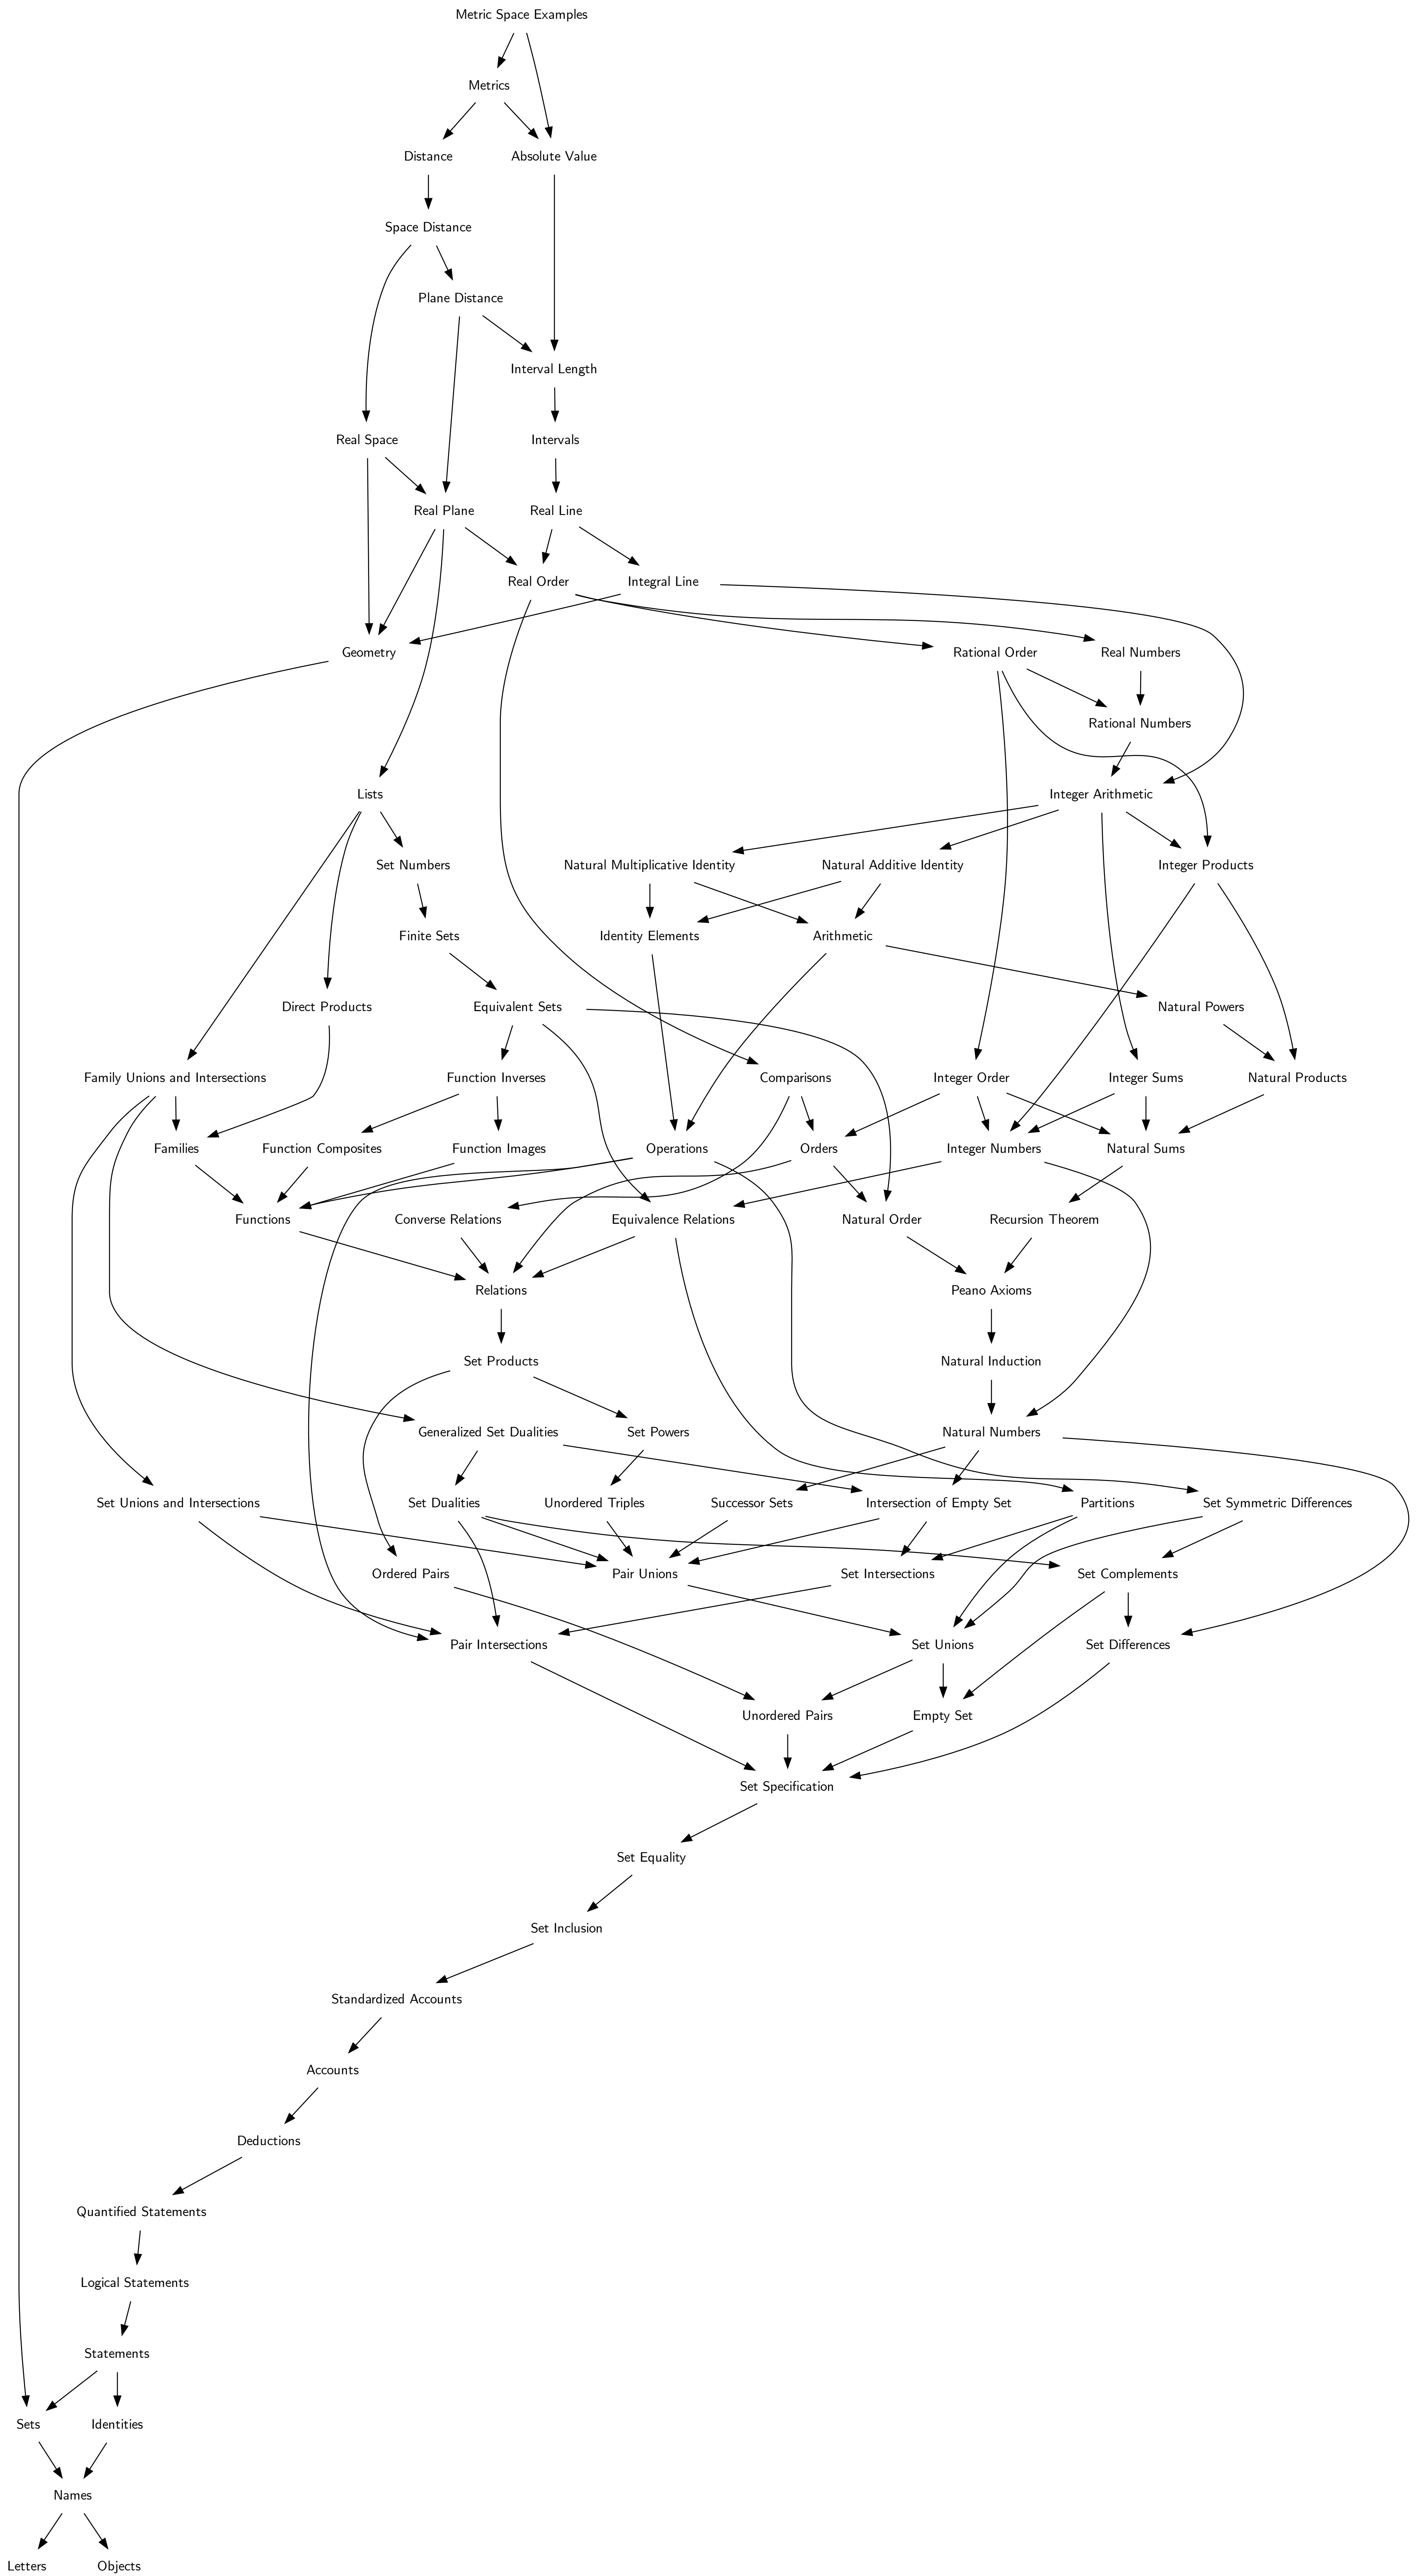 Metric Space Examples
Metrics
Distance
Absolute Value
Space Distance
Plane Distance
Interval Length
Real Space
Intervals
Real Plane
Real Line
Real Order
Integral Line
Geometry
Rational Order
Real Numbers
Rational Numbers
Lists
Integer Arithmetic
Set Numbers
Natural Multiplicative Identity
Natural Additive Identity
Integer Products
Finite Sets
Identity Elements
Arithmetic
Direct Products
Equivalent Sets
Natural Powers
Family Unions and Intersections
Function Inverses
Comparisons
Integer Order
Integer Sums
Natural Products
Families
Function Composites
Function Images
Operations
Orders
Integer Numbers
Natural Sums
Functions
Converse Relations
Equivalence Relations
Natural Order
Recursion Theorem
Relations
Peano Axioms
Set Products
Natural Induction
Generalized Set Dualities
Set Powers
Natural Numbers
Set Unions and Intersections
Set Dualities
Unordered Triples
Successor Sets
Intersection of Empty Set
Partitions
Set Symmetric Differences
Ordered Pairs
Pair Unions
Set Intersections
Set Complements
Pair Intersections
Set Unions
Set Differences
Unordered Pairs
Empty Set
Set Specification
Set Equality
Set Inclusion
Standardized Accounts
Accounts
Deductions
Quantified Statements
Logical Statements
Statements
Sets
Identities
Names
Letters
Objects